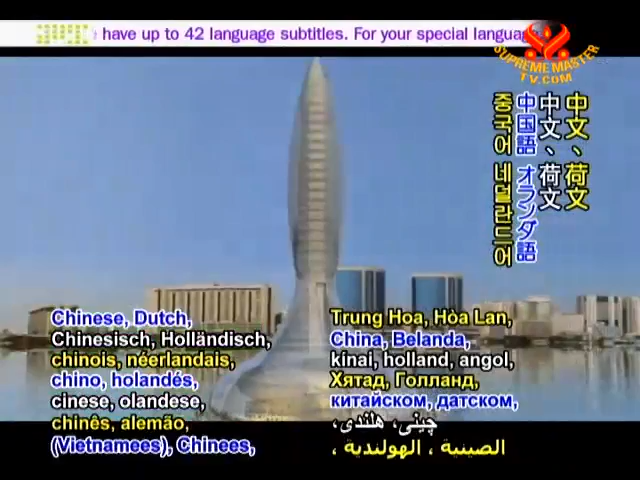 have up to 42 language subtitles. For your special languag
SUPREME MASTER
TV.COM
中文、荷文
中文、荷文
中国語 オランダ語
중국어 네덜란드어
Chinese, Dutch,
Chinesisch, Holländisch,
chinois, néerlandais,
chino, holandés,
cinese, olandese,
chinês, alemão,
(Vietnamees), Chinees,
Trung Hoa, Hòa Lan,
China, Belanda,
kínai, holland, angol,
Хятад, Голланд,
китайском, датском,
چینی، هلندی،
الصينية ، الهولندية ،